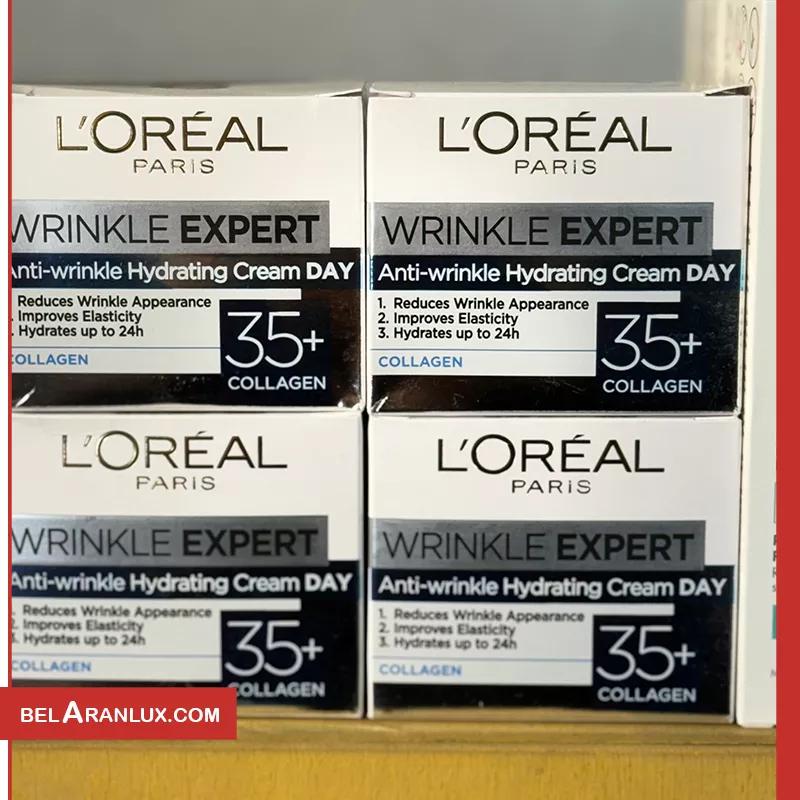 L'ORÉAL
PARiS
WRINKLE EXPERT
Anti-wrinkle Hydrating Cream DAY
Reduces Wrinkle Appearance
Improves Elasticity
Hydrates up to 24h
COLLAGEN
35+
COLLAGEN
L'ORÉAL
PARiS
WRINKLE EXPERT
Anti-wrinkle Hydrating Cream DAY
1. Reduces Wrinkle Appearance
2. Improves Elasticity
3. Hydrates up to 24h
COLLAGEN
35+
COLLAGEN
L'ORÉAL
PARiS
WRINKLE EXPERT
Anti-wrinkle Hydrating Cream DAY
1. Reduces Wrinkle Appearance
2. Improves Elasticity
3. Hydrates up to 24h
COLLAGEN
35+
COLLAGEN
L'ORÉAL
PARiS
WRINKLE EXPERT
Anti-wrinkle Hydrating Cream DAY
1. Reduces Wrinkle Appearance
2. Improves Elasticity
3. Hydrates up to 24h
COLLAGEN
35+
COLLAGEN
BELARANLUX.COM